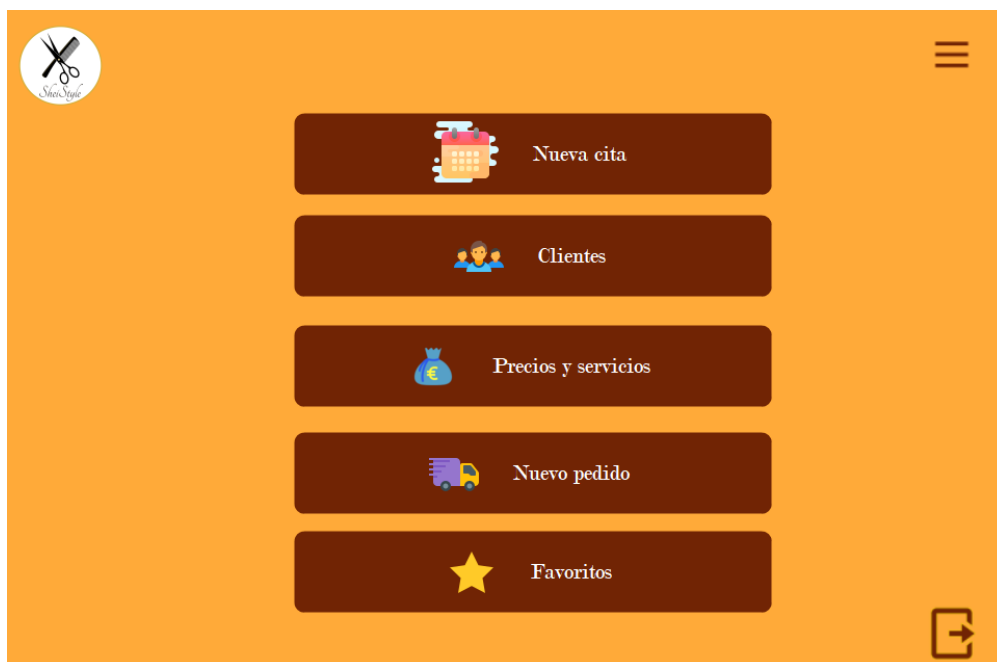 SheiStyle
Nueva cita
Clientes
€
Precios y servicios
Nuevo pedido
Favoritos